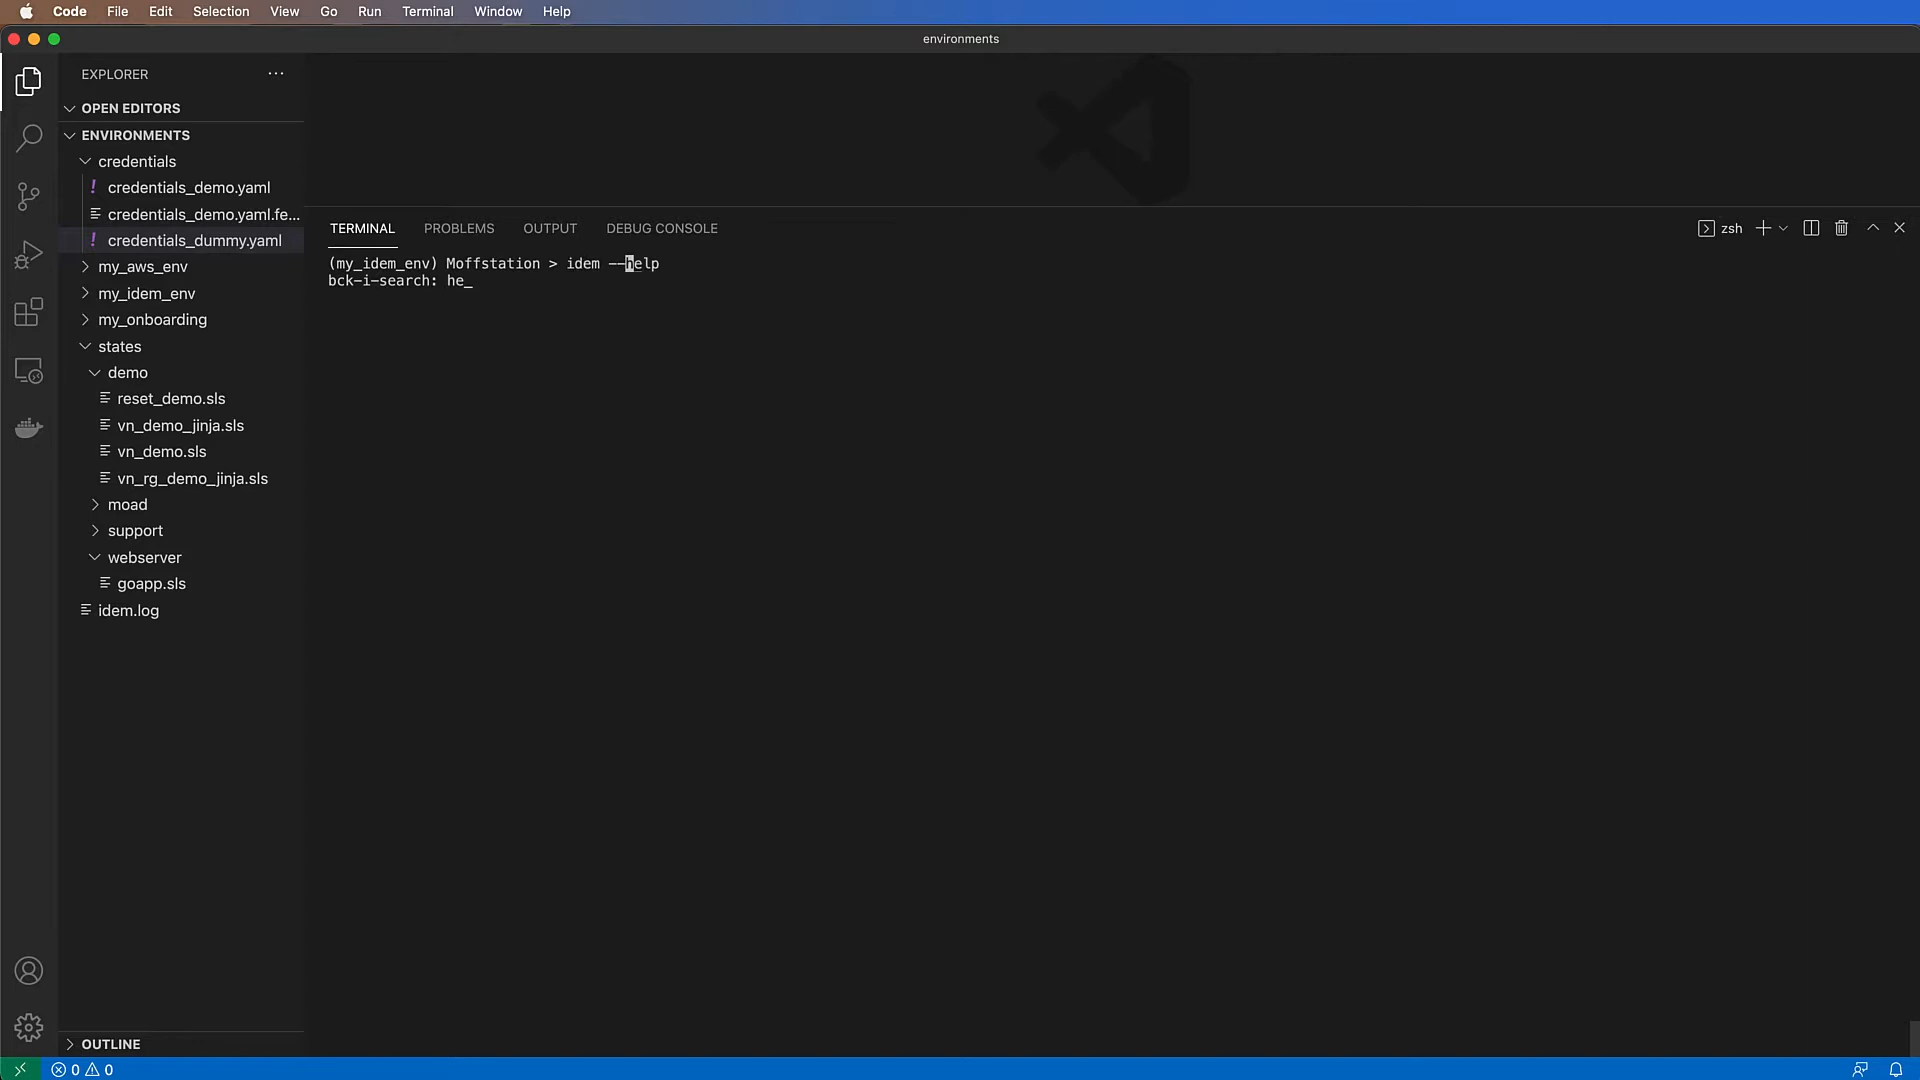 Code File Edit Selection View Go Run Terminal Window Help
environments
EXPLORER
OPEN EDITORS
ENVIRONMENTS
credentials
! credentials_demo.yaml
credentials_demo.yaml.fe...
! credentials_dummy.yaml
my_aws_env
my_idem_env
my_onboarding
states
demo
reset_demo.sls
vn_demo_jinja.sls
vn_demo.sls
vn_rg_demo_jinja.sls
moad
support
webserver
goapp.sls
idem.log
OUTLINE
TERMINAL PROBLEMS OUTPUT DEBUG CONSOLE
zsh
(my_idem_env) Moffstation > idem --help
bck-i-search: he_
0 0